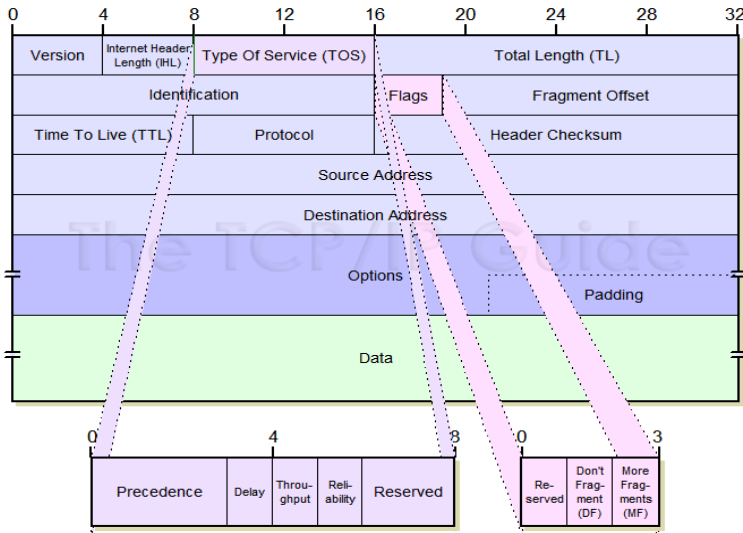 0 4 8 12 16 20 24 28 32
Version
Internet Header
Length (IHL)
Type Of Service (TOS)
Total Length (TL)
Identification
Flags
Fragment Offset
Time To Live (TTL)
Protocol
Header Checksum
Source Address
Destination Address
The TCP/IP Guide
Options
Padding
Data
0 4 8
Precedence
Delay
Throu-
ghput
Reli-
ability
Reserved
0 3
Re-
served
Don't
Frag-
ment
(DF)
More
Frag-
ments
(MF)